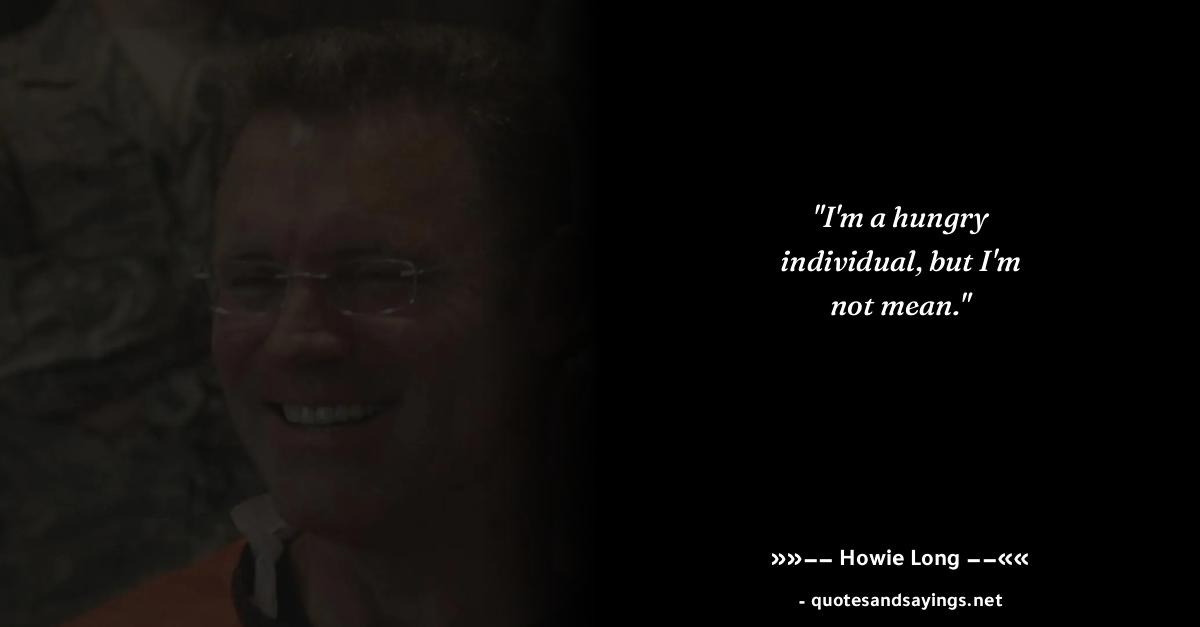 "I'm a hungry
individual, but I'm
not mean."
»»−− Howie Long −−««
- quotesandsayings.net